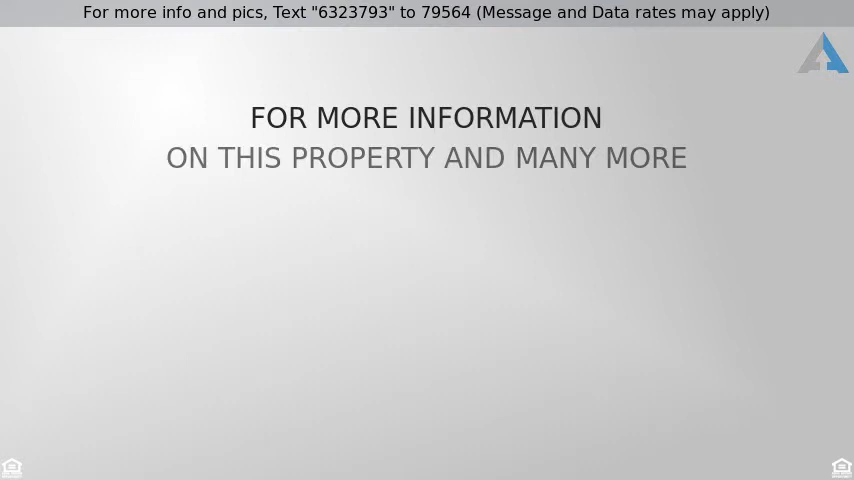 For more info and pics, Text "6323793" to 79564 (Message and Data rates may apply)
FOR MORE INFORMATION
ON THIS PROPERTY AND MANY MORE